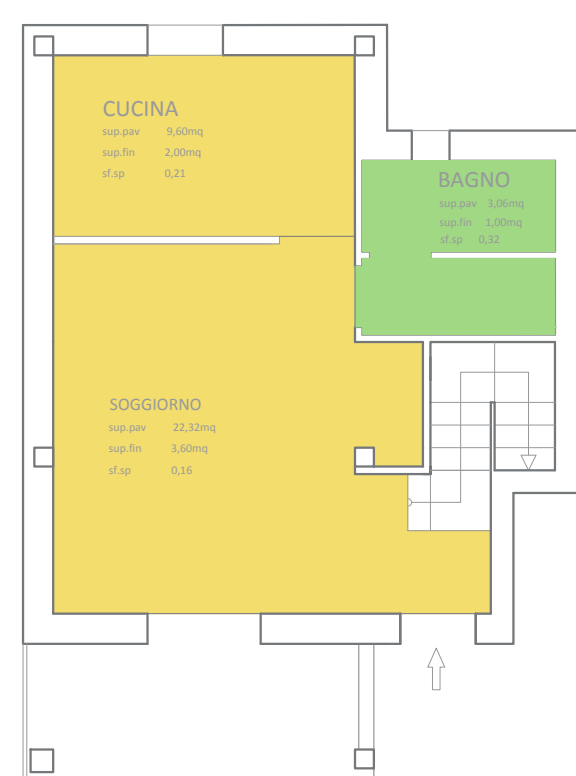 CUCINA
sup.pav 9,60mq
sup.fin 2,00mq
sf.sp 0,21
BAGNO
sup.pav 3,06mq
sup.fin 1,00mq
sf.sp 0,32
SOGGIORNO
sup.pav 22,32mq
sup.fin 3,60mq
sf.sp 0,16